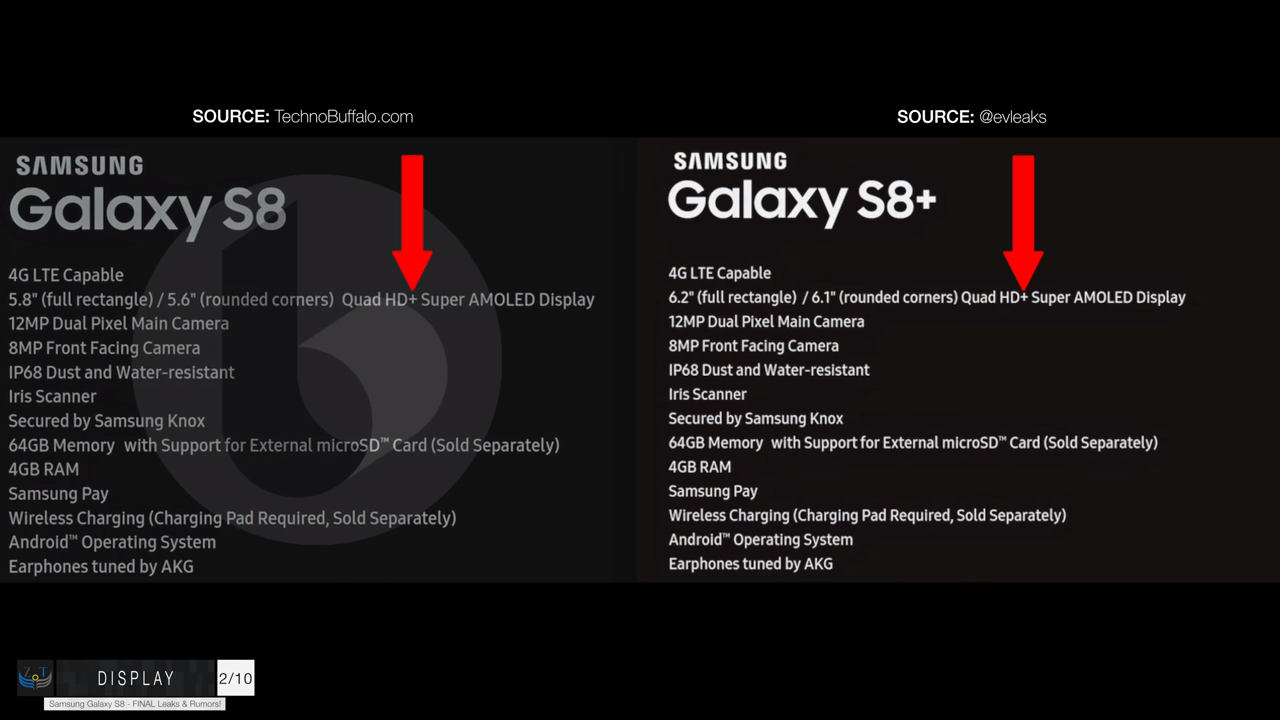 SOURCE: TechnoBuffalo.com
SAMSUNG
Galaxy S8
4G LTE Capable
5.8" (full rectangle) / 5.6" (rounded corners) Quad HD+ Super AMOLED Display
12MP Dual Pixel Main Camera
8MP Front Facing Camera
IP68 Dust and Water-resistant
Iris Scanner
Secured by Samsung Knox
64GB Memory with Support for External microSD™ Card (Sold Separately)
4GB RAM
Samsung Pay
Wireless Charging (Charging Pad Required, Sold Separately)
Android™ Operating System
Earphones tuned by AKG
SOURCE: @evleaks
SAMSUNG
Galaxy S8+
4G LTE Capable
6.2" (full rectangle) / 6.1" (rounded corners) Quad HD+ Super AMOLED Display
12MP Dual Pixel Main Camera
8MP Front Facing Camera
IP68 Dust and Water-resistant
Iris Scanner
Secured by Samsung Knox
64GB Memory with Support for External microSD™ Card (Sold Separately)
4GB RAM
Samsung Pay
Wireless Charging (Charging Pad Required, Sold Separately)
Android™ Operating System
Earphones tuned by AKG
ZoT
DISPLAY
2/10
Samsung Galaxy S8 - FINAL Leaks & Rumors!